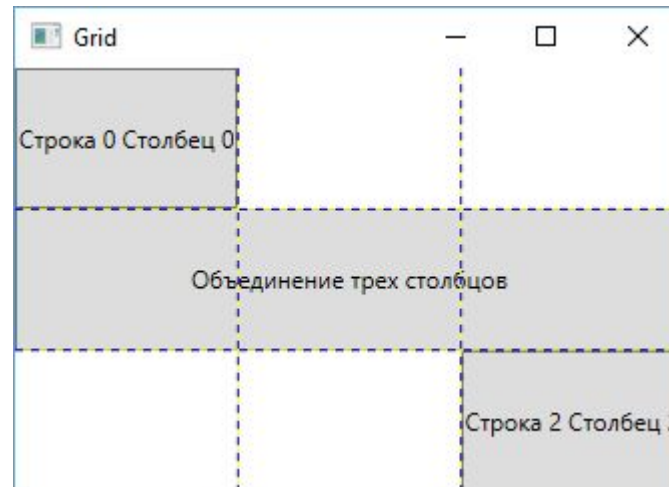 Grid
Строка 0 Столбец 0
Объединение трех столбцов
Строка 2 Столбец